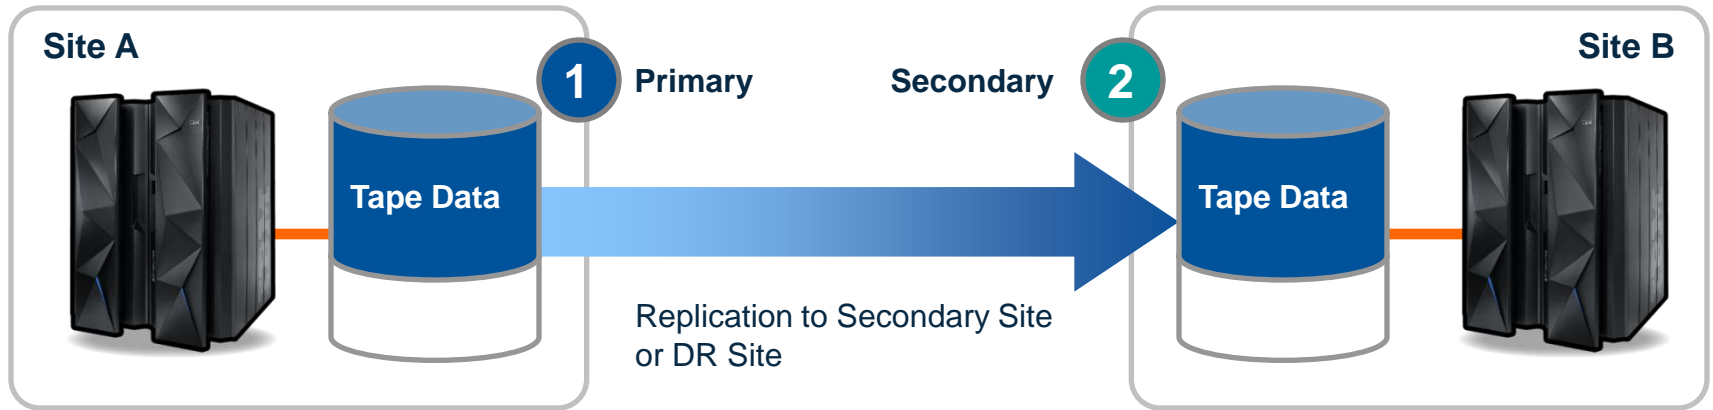 Site A
1
Primary
Secondary
2
Site B
Tape Data
Tape Data
Replication to Secondary Site
or DR Site